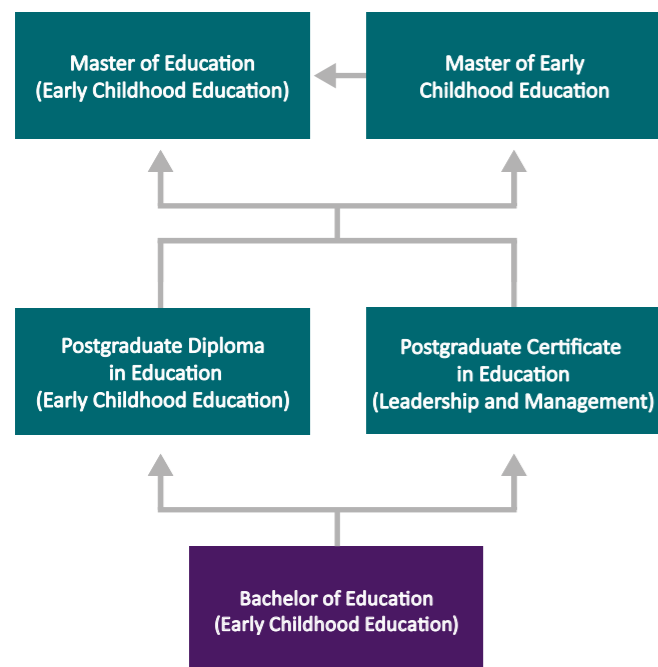 Master of Education
(Early Childhood Education)
Master of Early
Childhood Education
Postgraduate Diploma
in Education
(Early Childhood Education)
Postgraduate Certificate
in Education
(Leadership and Management)
Bachelor of Education
(Early Childhood Education)